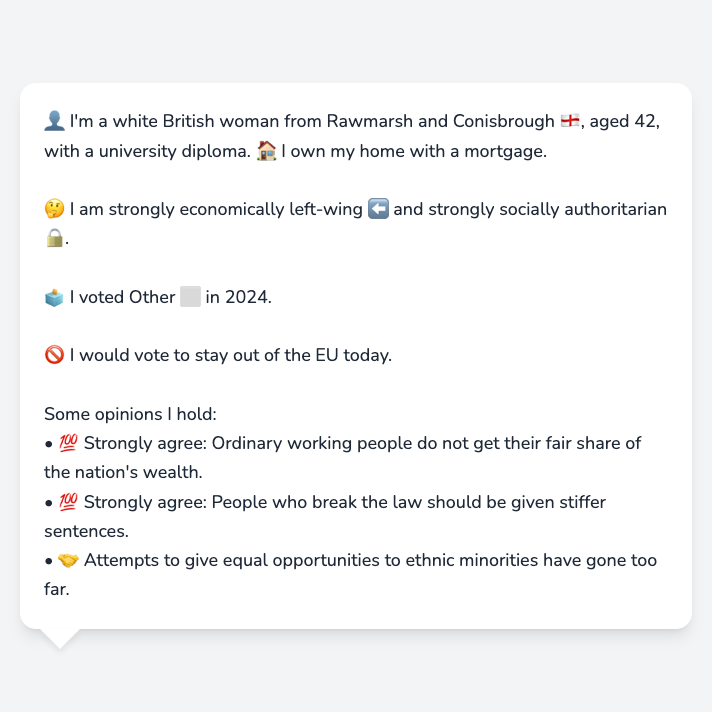 👤 I'm a white British woman from Rawmarsh and Conisbrough 🏴󠁧󠁢󠁥󠁮󠁧󠁿, aged 42,
with a university diploma. 🏠 I own my home with a mortgage.
🤔 I am strongly economically left-wing ⬅️ and strongly socially authoritarian
🔒.
🗳️ I voted Other ⬜ in 2024.
🚫 I would vote to stay out of the EU today.
Some opinions I hold:
• 💯 Strongly agree: Ordinary working people do not get their fair share of
the nation's wealth.
• 💯 Strongly agree: People who break the law should be given stiffer
sentences.
• 🤝 Attempts to give equal opportunities to ethnic minorities have gone too
far.